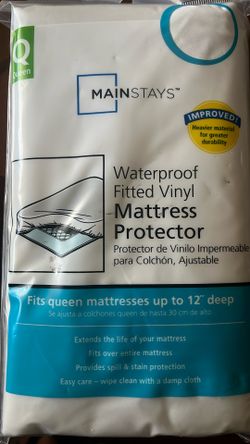 Q
Queen
MAINSTAYS™
IMPROVED!
Heavier material
for greater
durability
Waterproof
Fitted Vinyl
Mattress
Protector
Protector de Vinilo Impermeable
para Colchón, Ajustable
Fits queen mattresses up to 12" deep
Se ajusta a colchones queen de hasta 30 cm de alto
Extends the life of your mattress
Fits over entire mattress
Provides spill & stain protection
Easy care – wipe clean with a damp cloth